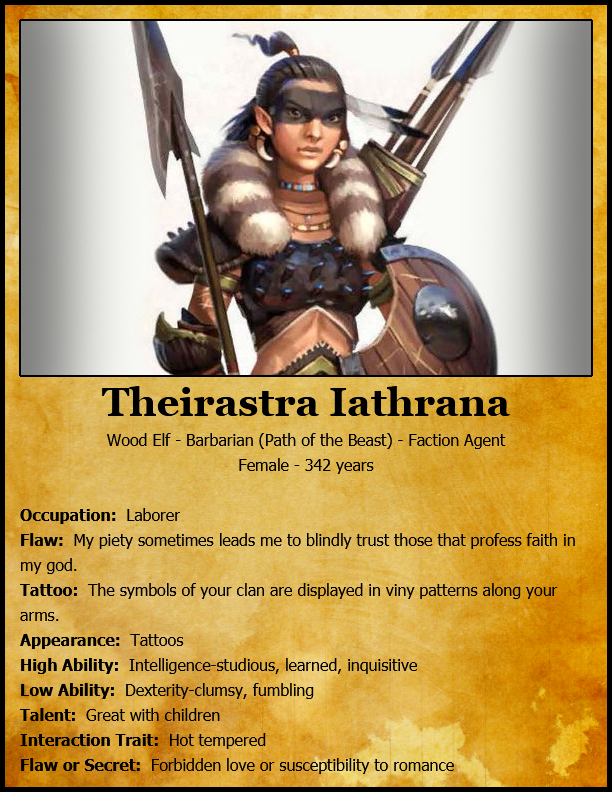 Theirastra Iathrana
Wood Elf - Barbarian (Path of the Beast) - Faction Agent
Female - 342 years
Occupation: Laborer
Flaw: My piety sometimes leads me to blindly trust those that profess faith in
my god.
Tattoo: The symbols of your clan are displayed in viny patterns along your
arms.
Appearance: Tattoos
High Ability: Intelligence-studious, learned, inquisitive
Low Ability: Dexterity-clumsy, fumbling
Talent: Great with children
Interaction Trait: Hot tempered
Flaw or Secret: Forbidden love or susceptibility to romance